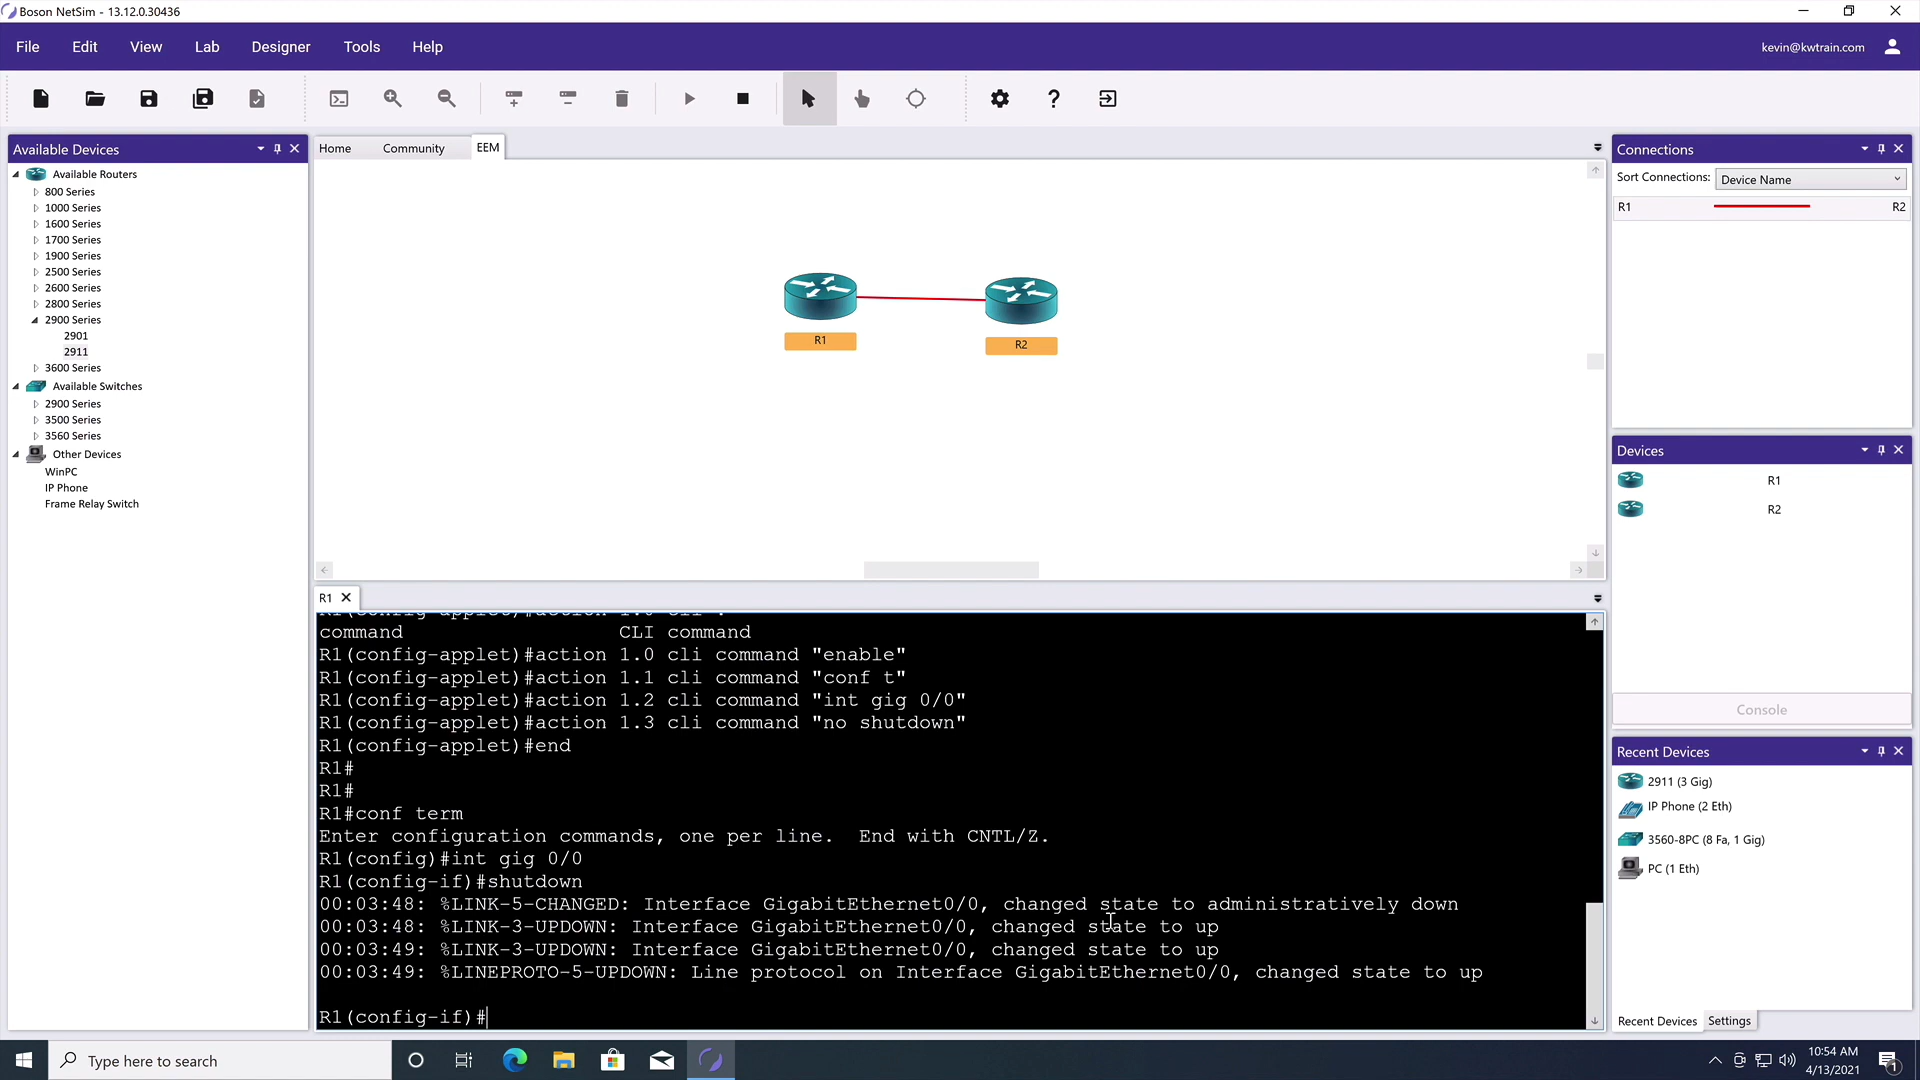 Boson NetSim - 13.12.0.30436
File Edit View Lab Designer Tools Help
kevin@kwtrain.com
Available Devices
Available Routers
800 Series
1000 Series
1600 Series
1700 Series
1900 Series
2500 Series
2600 Series
2800 Series
2900 Series
2901
2911
3600 Series
Available Switches
2900 Series
3500 Series
3560 Series
Other Devices
WinPC
IP Phone
Frame Relay Switch
Home Community EEM
R1
R2
R1
command CLI command
R1(config-applet)#action 1.0 cli command "enable"
R1(config-applet)#action 1.1 cli command "conf t"
R1(config-applet)#action 1.2 cli command "int gig 0/0"
R1(config-applet)#action 1.3 cli command "no shutdown"
R1(config-applet)#end
R1#
R1#
R1#conf term
Enter configuration commands, one per line. End with CNTL/Z.
R1(config)#int gig 0/0
R1(config-if)#shutdown
00:03:48: %LINK-5-CHANGED: Interface GigabitEthernet0/0, changed state to administratively down
00:03:48: %LINK-3-UPDOWN: Interface GigabitEthernet0/0, changed state to up
00:03:49: %LINK-3-UPDOWN: Interface GigabitEthernet0/0, changed state to up
00:03:49: %LINEPROTO-5-UPDOWN: Line protocol on Interface GigabitEthernet0/0, changed state to up
R1(config-if)#
Connections
Sort Connections: Device Name
R1 R2
Devices
R1
R2
Console
Recent Devices
2911 (3 Gig)
IP Phone (2 Eth)
3560-8PC (8 Fa, 1 Gig)
PC (1 Eth)
Recent Devices Settings
Type here to search
10:54 AM
4/13/2021
1